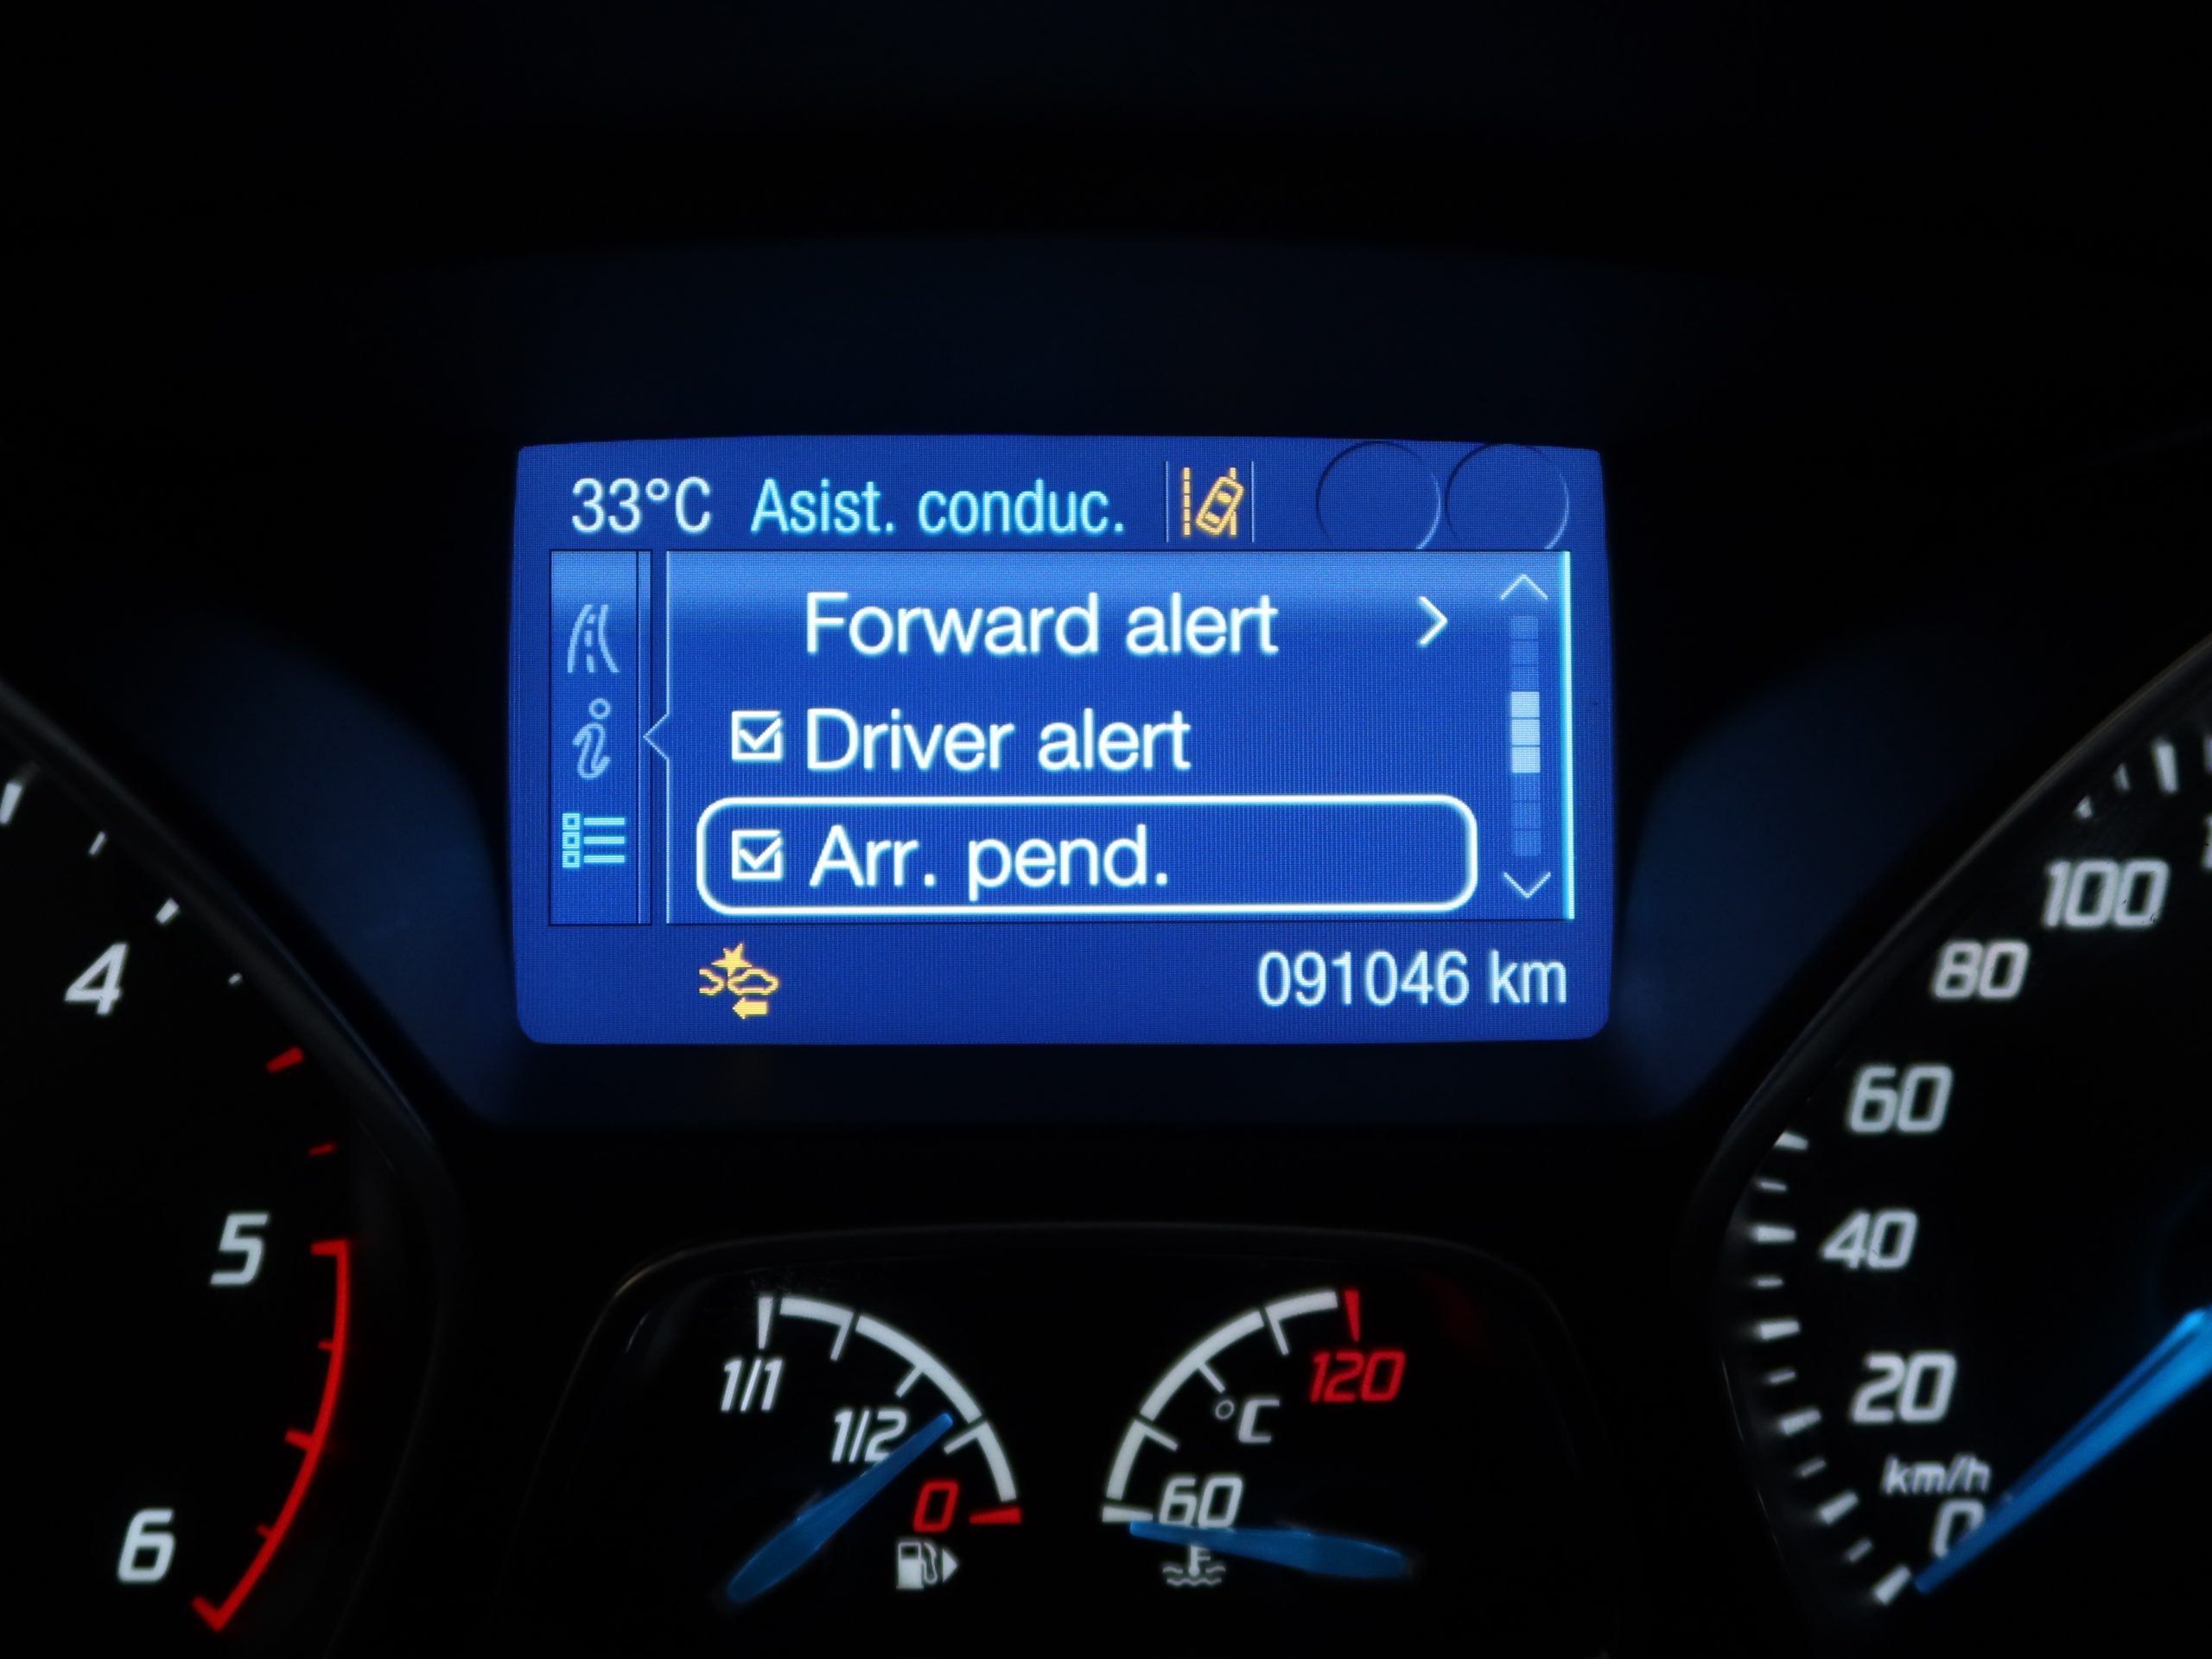 33°C Asist. conduc.
Forward alert
Driver alert
Arr. pend.
091046 km
4
5
6
1/1
1/2
0
120
°C
60
100
80
60
40
20
km/h
0